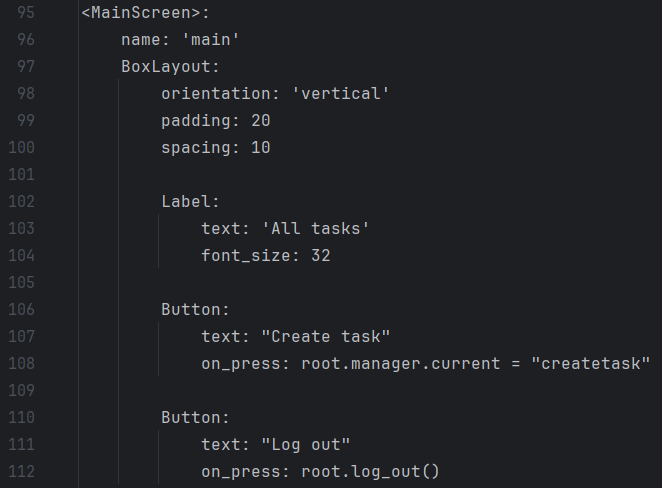 95 <MainScreen>:
96     name: 'main'
97     BoxLayout:
98         orientation: 'vertical'
99         padding: 20
100         spacing: 10
101
102         Label:
103             text: 'All tasks'
104             font_size: 32
105
106         Button:
107             text: "Create task"
108             on_press: root.manager.current = "createtask"
109
110         Button:
111             text: "Log out"
112             on_press: root.log_out()